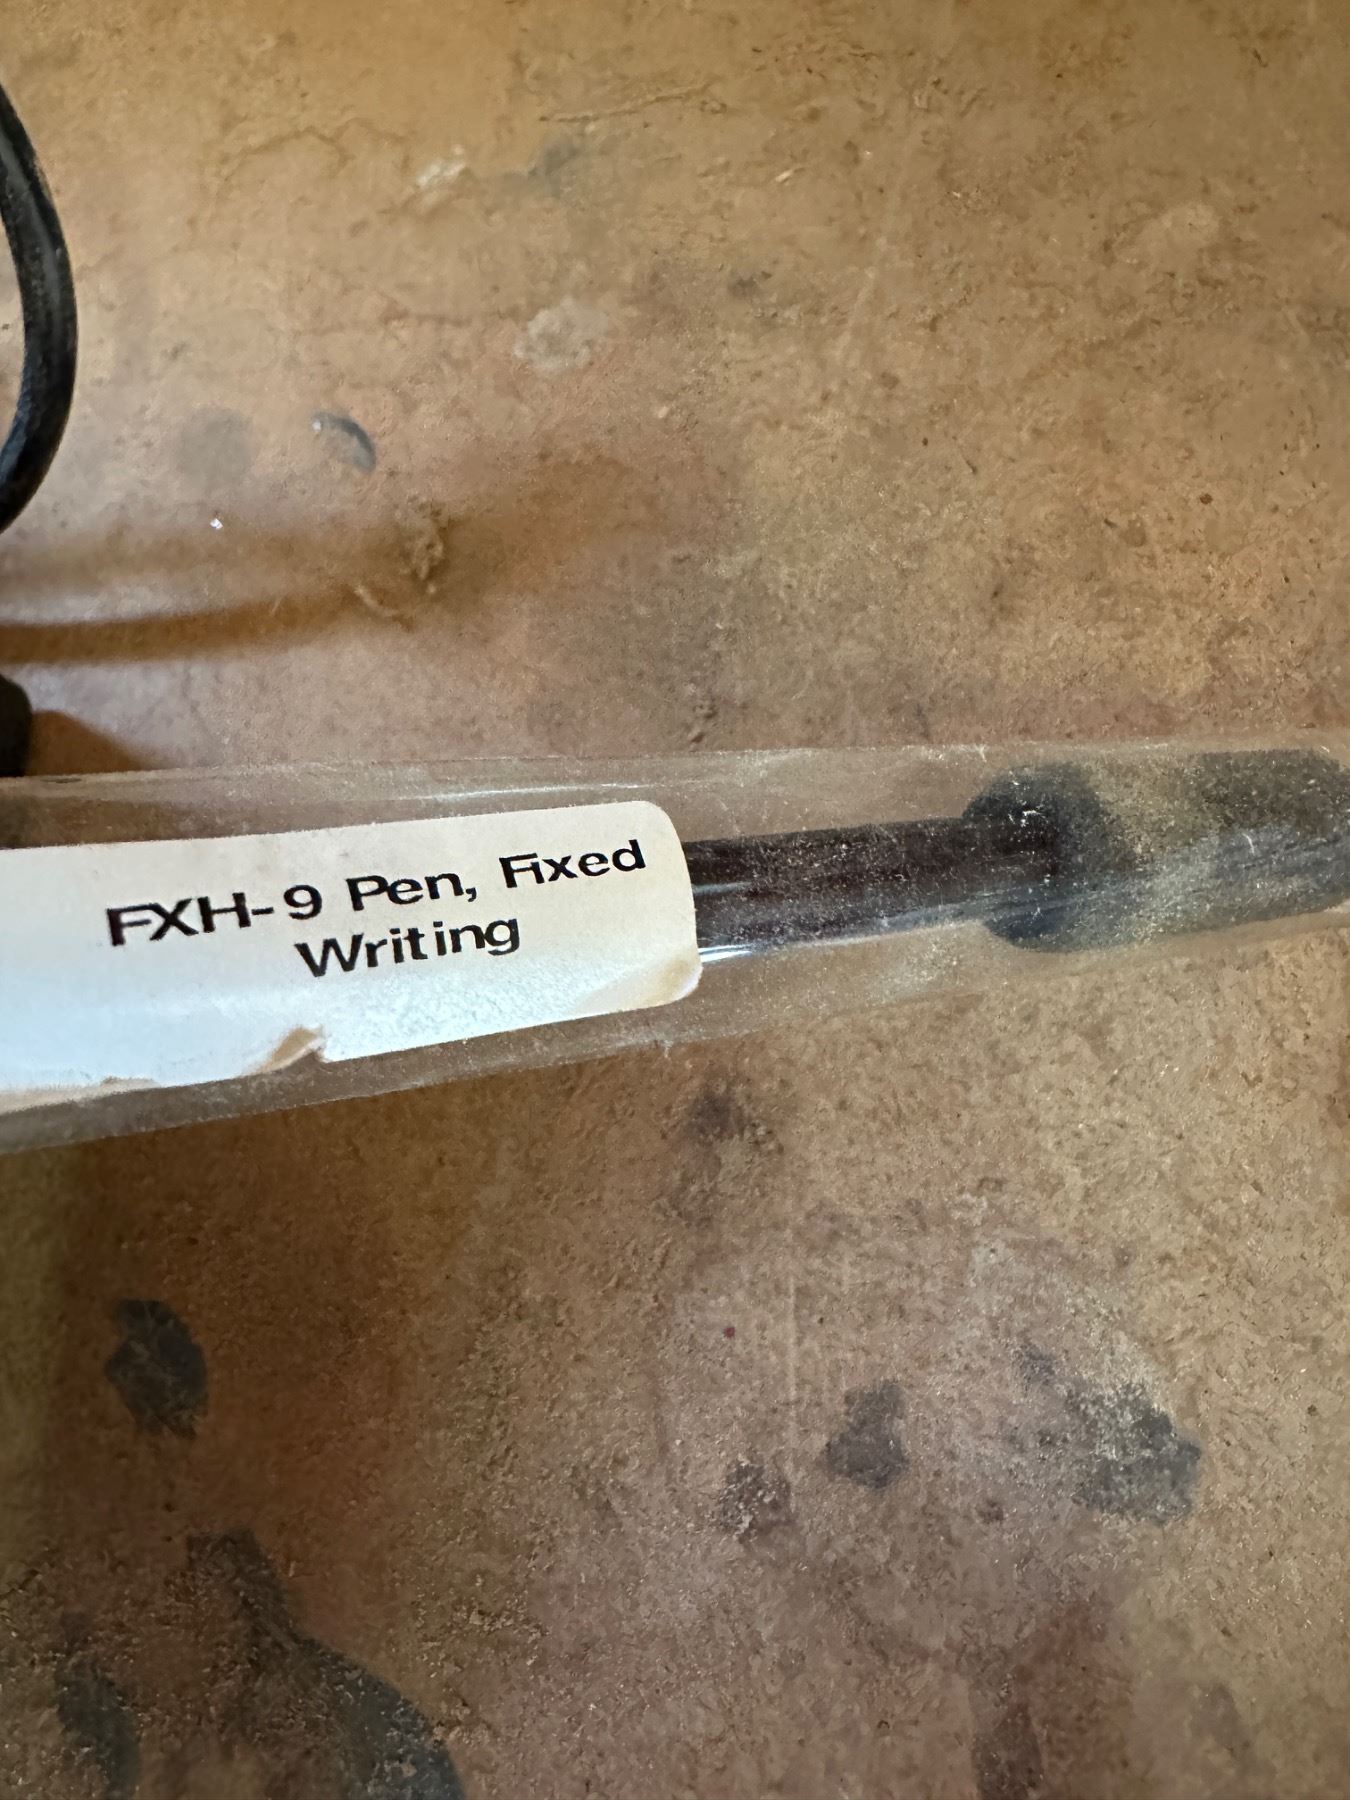 FXH-9 Pen, Fixed
Writing